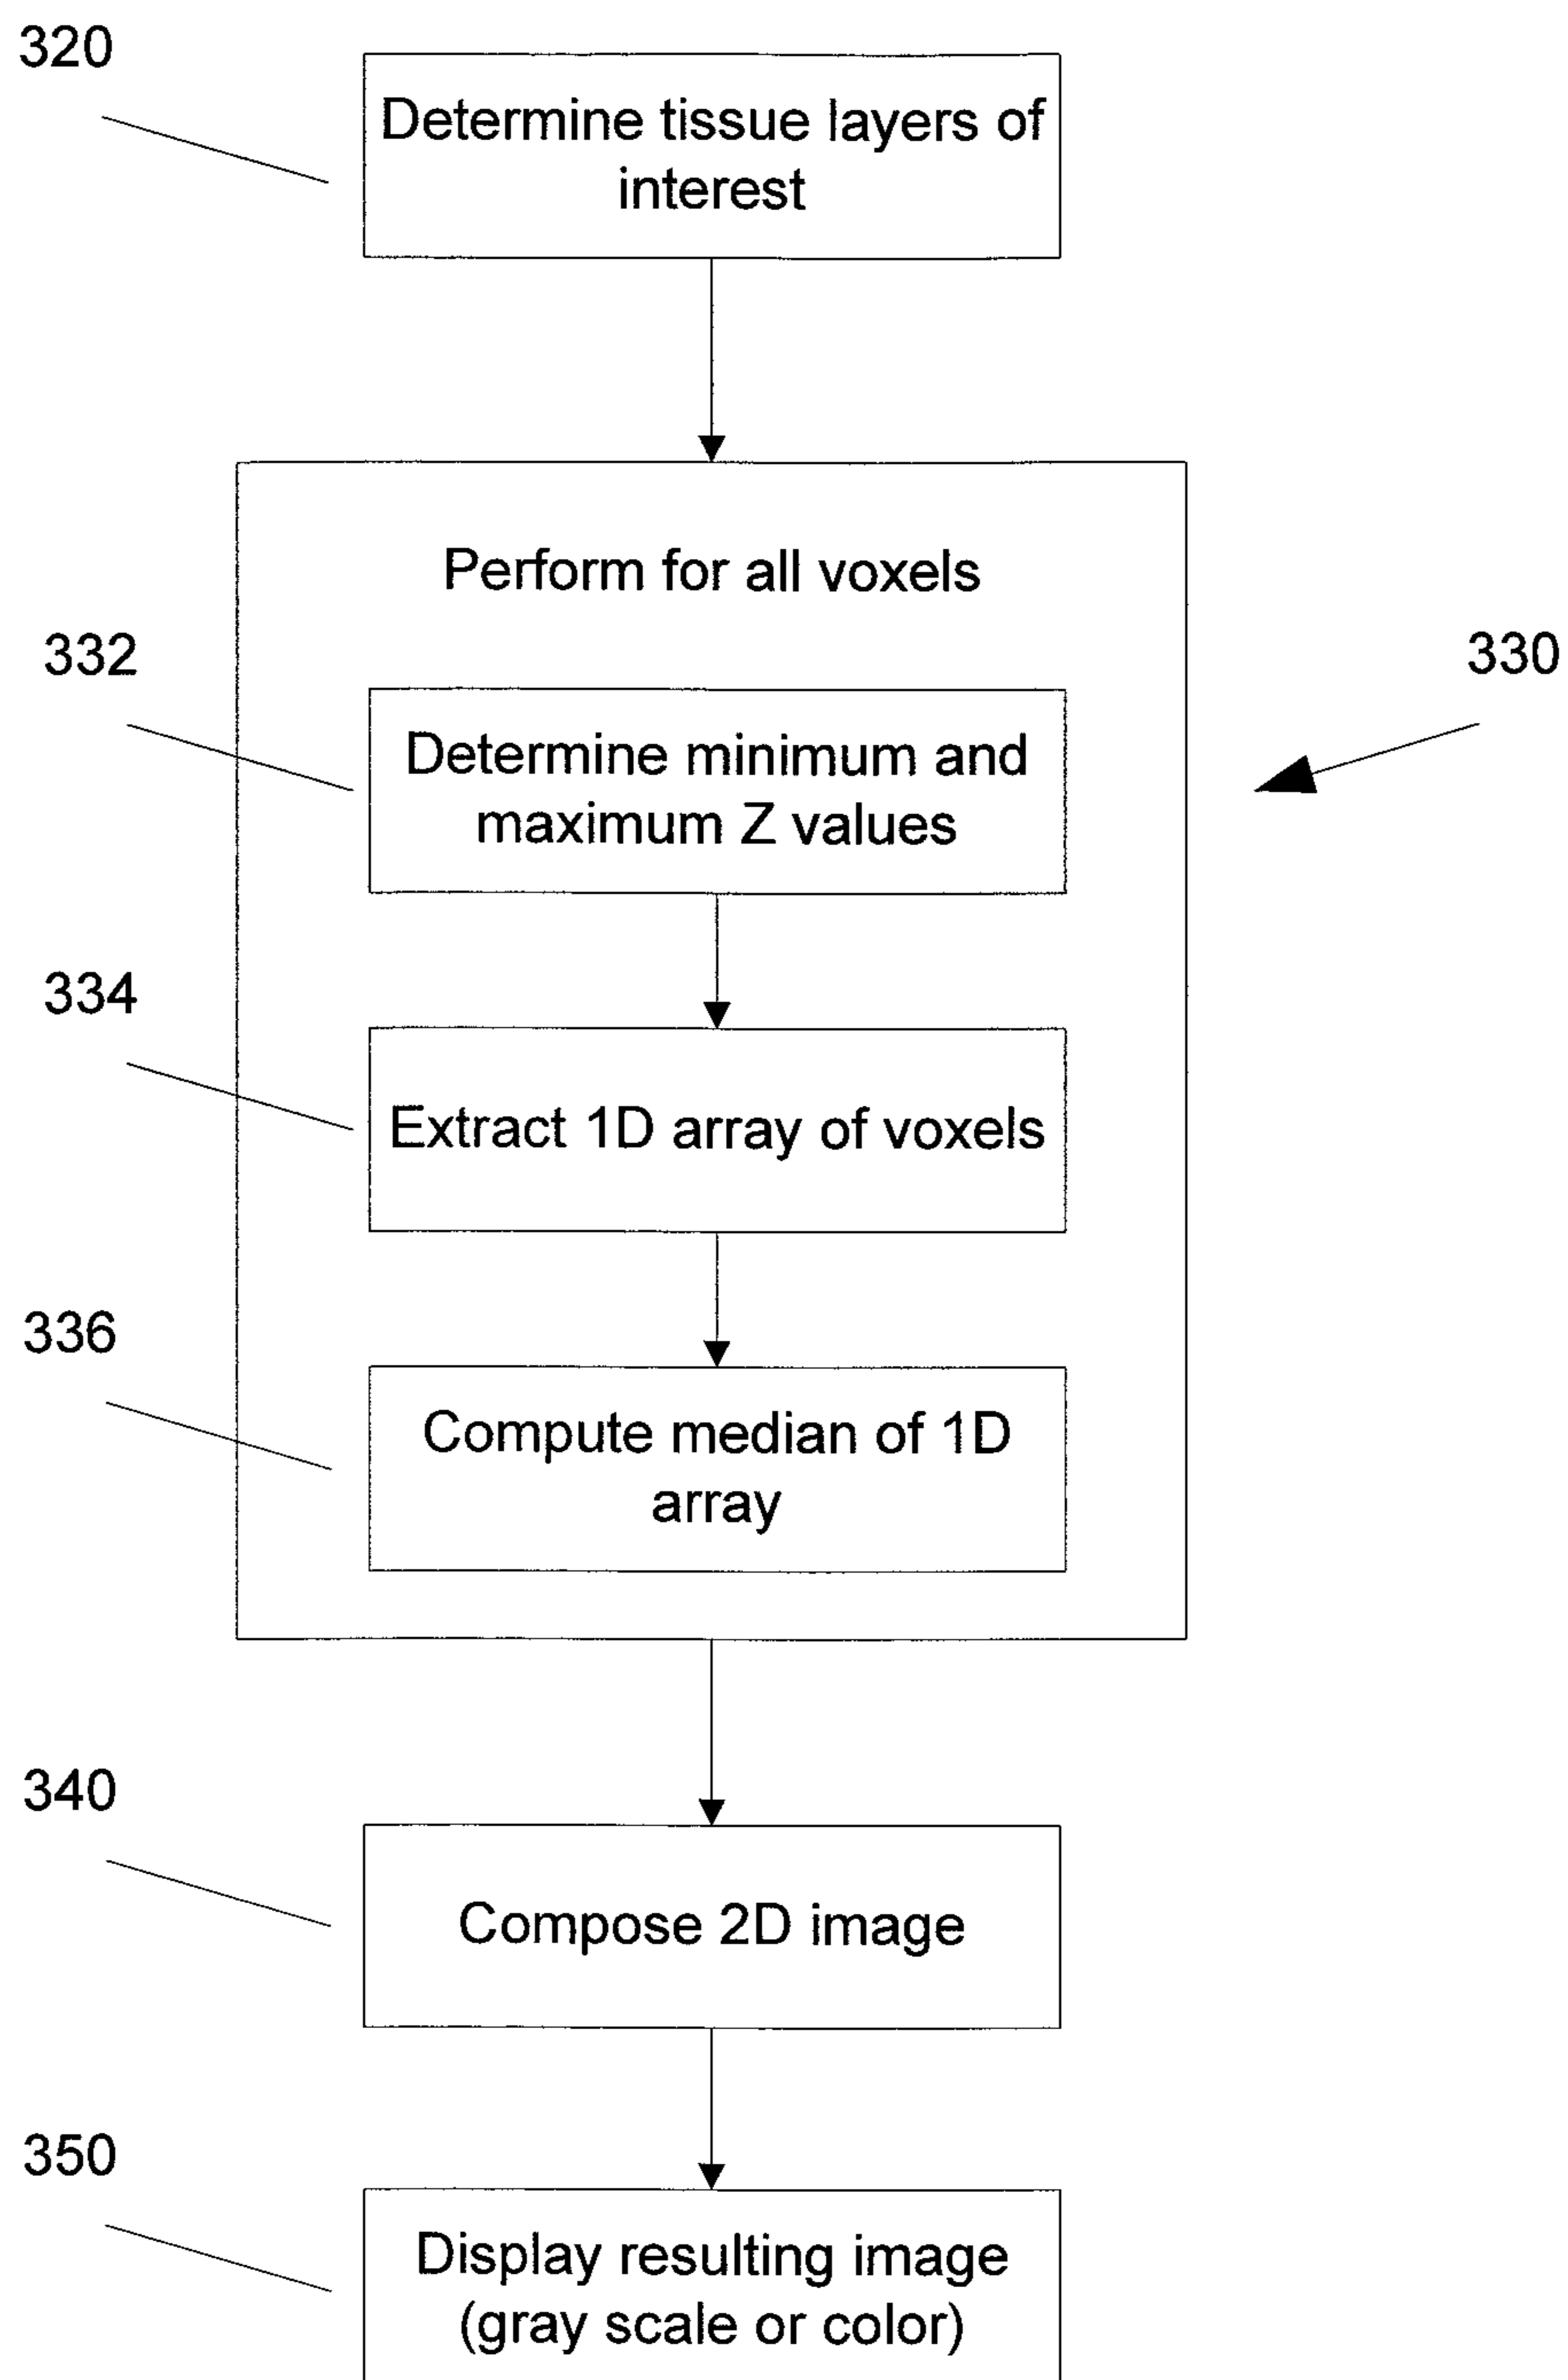 320
Determine tissue layers of
interest
Perform for all voxels
332
330
Determine minimum and
maximum Z values
334
Extract 1D array of voxels
336
Compute median of 1D
array
340
Compose 2D image
350
Display resulting image
(gray scale or color)